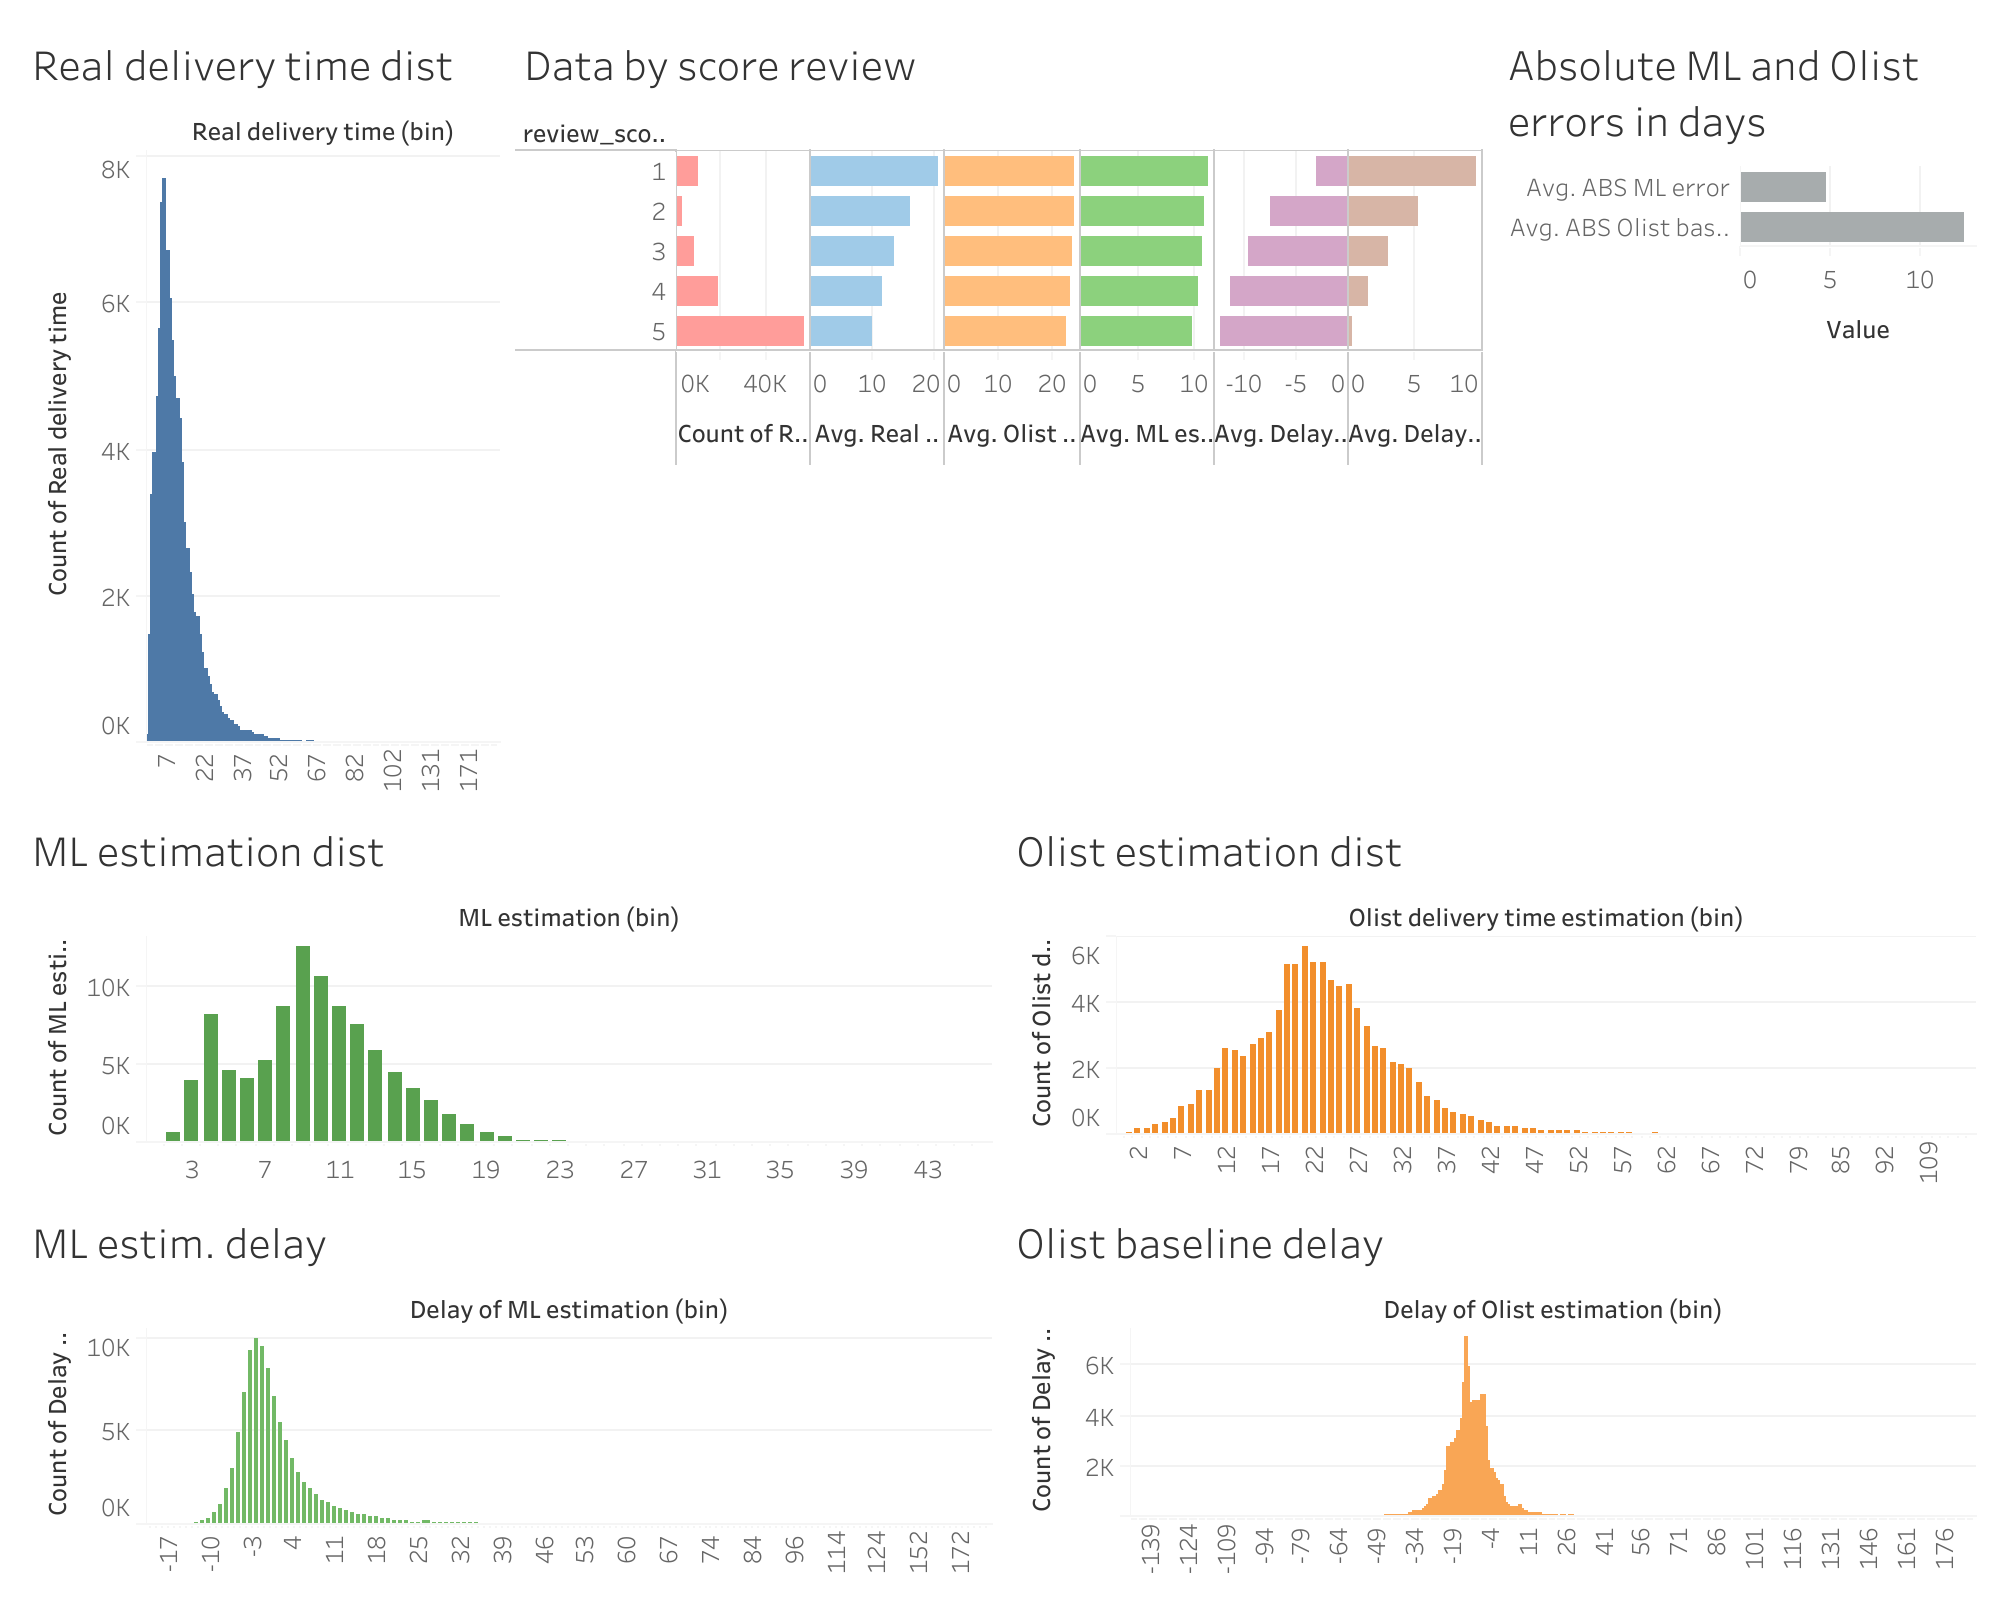 Real delivery time dist
Real delivery time (bin)
Count of Real delivery time
8K
6K
4K
2K
0K
7 22 37 52 67 82 102 131 171
Data by score review
review_sco..
1
2
3
4
5
0K 40K 0 10 20 0 10 20 0 5 10 -10 -5 0 0 5 10
Count of R.. Avg. Real .. Avg. Olist .. Avg. ML es.. Avg. Delay.. Avg. Delay..
Absolute ML and Olist
errors in days
Avg. ABS ML error
Avg. ABS Olist bas..
0 5 10
Value
ML estimation dist
ML estimation (bin)
Count of ML esti..
10K
5K
0K
3 7 11 15 19 23 27 31 35 39 43
Olist estimation dist
Olist delivery time estimation (bin)
Count of Olist d..
6K
4K
2K
0K
2 7 12 17 22 27 32 37 42 47 52 57 62 67 72 79 85 92 109
ML estim. delay
Delay of ML estimation (bin)
Count of Delay ..
10K
5K
0K
-17 -10 -3 4 11 18 25 32 39 46 53 60 67 74 84 96 114 124 152 172
Olist baseline delay
Delay of Olist estimation (bin)
Count of Delay ..
6K
4K
2K
-139 -124 -109 -94 -79 -64 -49 -34 -19 -4 11 26 41 56 71 86 101 116 131 146 161 176